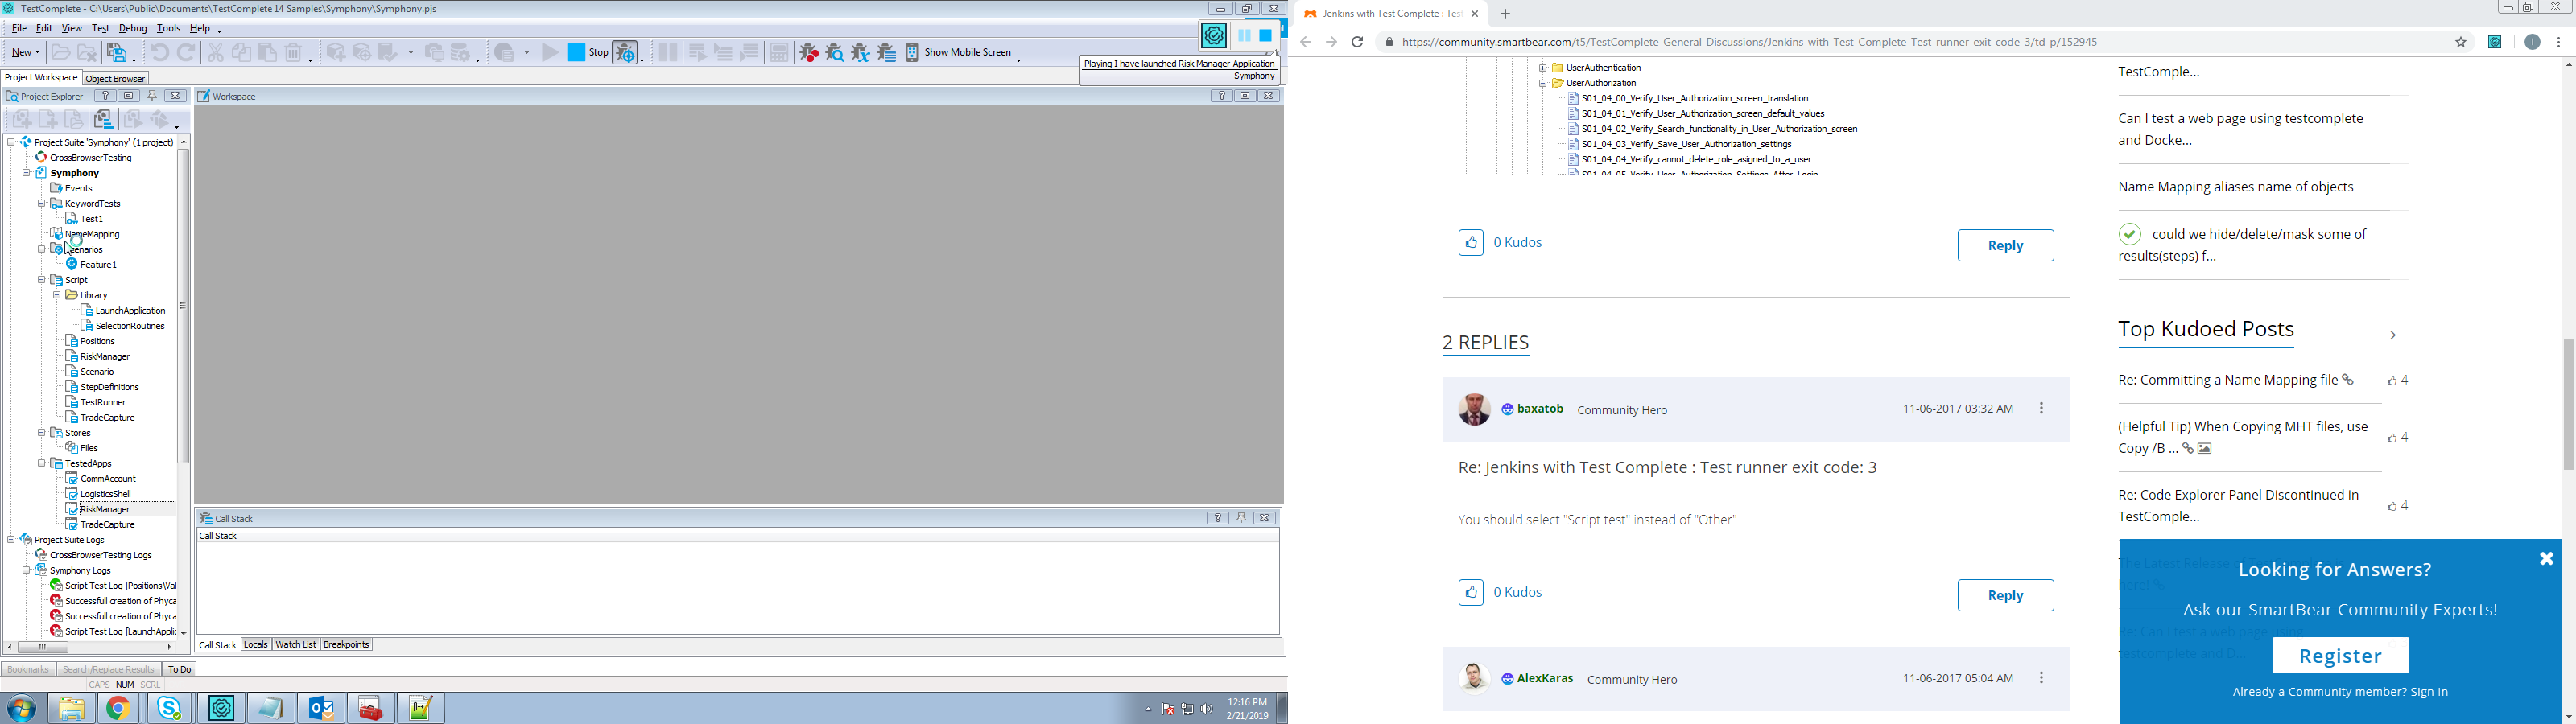 TestComplete - C:\Users\Public\Documents\TestComplete 14 Samples\Symphony\Symphony.pjs
File Edit View Test Debug Tools Help
New
Stop
Show Mobile Screen
Playing I have launched Risk Manager Application
Symphony
Project Workspace
Object Browser
Project Explorer
Project Suite 'Symphony' (1 project)
CrossBrowserTesting
Symphony
Events
KeywordTests
Test1
NameMapping
Feature1
Script
Library
LaunchApplication
SelectionRoutines
Positions
RiskManager
Scenario
StepDefinitions
TestRunner
TradeCapture
Stores
Files
TestedApps
CommAccount
LogisticsShell
RiskManager
TradeCapture
Project Suite Logs
CrossBrowserTesting Logs
Symphony Logs
Script Test Log [Positions\Val
Successfull creation of Phyca
Successfull creation of Phyca
Script Test Log [LaunchApplic
Workspace
Call Stack
Call Stack
Call Stack Locals Watch List Breakpoints
Bookmarks Search/Replace Results To Do
CAPS NUM SCRL
12:16 PM
2/21/2019
Jenkins with Test Complete : Test
https://community.smartbear.com/t5/TestComplete-General-Discussions/Jenkins-with-Test-Complete-Test-runner-exit-code-3/td-p/152945
UserAuthentication
UserAuthorization
S01_04_00_Verify_User_Authorization_screen_translation
S01_04_01_Verify_User_Authorization_screen_default_values
S01_04_02_Verify_Search_functionality_in_User_Authorization_screen
S01_04_03_Verify_Save_User_Authorization_settings
S01_04_04_Verify_cannot_delete_role_asigned_to_a_user
S01_04_05_Verify_User_Authorization_Settings_After_Login
0 Kudos
Reply
2 REPLIES
baxatob Community Hero 11-06-2017 03:32 AM
Re: Jenkins with Test Complete : Test runner exit code: 3
You should select "Script test" instead of "Other"
0 Kudos
Reply
AlexKaras Community Hero 11-06-2017 05:04 AM
TestComple...
Can I test a web page using testcomplete
and Docke...
Name Mapping aliases name of objects
could we hide/delete/mask some of
results(steps) f...
Top Kudoed Posts
Re: Committing a Name Mapping file 4
(Helpful Tip) When Copying MHT files, use
Copy /B ... 4
Re: Code Explorer Panel Discontinued in
TestComple... 4
Looking for Answers?
Ask our SmartBear Community Experts!
Register
Already a Community member? Sign In